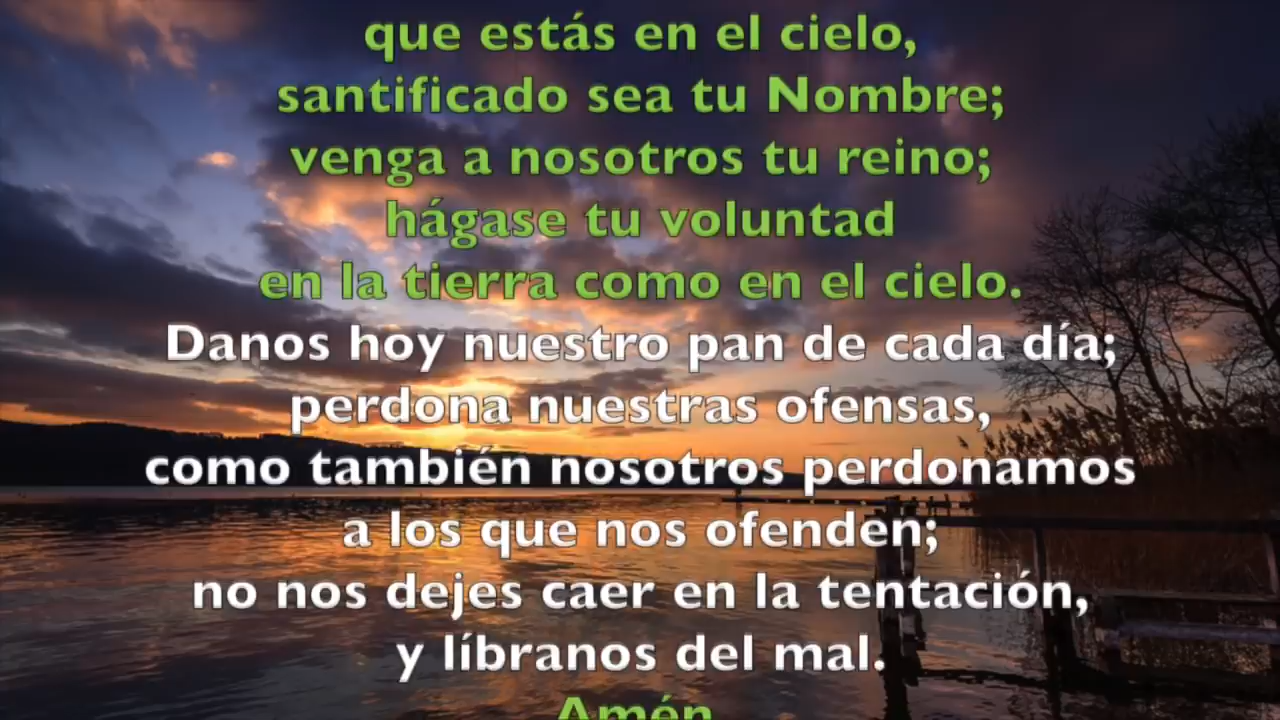 que estás en el cielo,
santificado sea tu Nombre;
venga a nosotros tu reino;
hágase tu voluntad
en la tierra como en el cielo.
Danos hoy nuestro pan de cada día;
perdona nuestras ofensas,
como también nosotros perdonamos
a los que nos ofenden;
no nos dejes caer en la tentación,
y líbranos del mal.
Amén